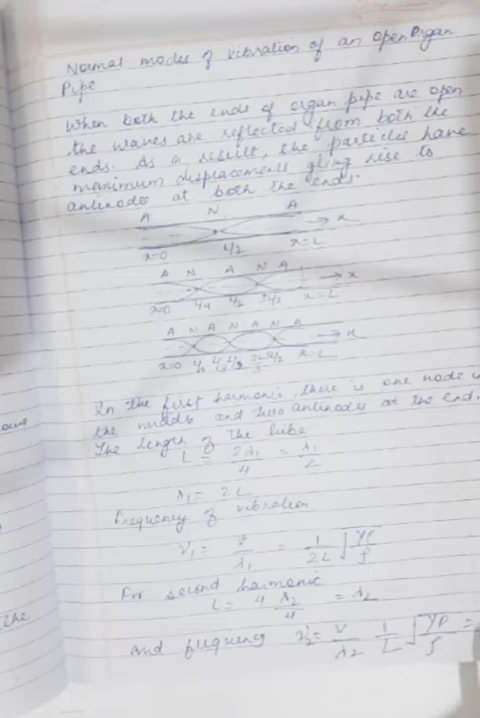 Normal modes of vibration of an open organ
Pipe
When both the ends of organ pipe are open
the waves are reflected from both the
ends. As a result, the particles have
maximum displacements giving rise to
antinodes at both the ends.
A N A
x
x=0 L/2 x=L
A N A N A
x
x=0 L/4 L/2 x=L
A N A N A N A
x
x=0 x=L
In the first harmonic, there is one node in
the middle and two antinodes at the end.
The length of the tube
L = 2λ₁/4 = λ₁/2
λ₁ = 2L
Frequency of vibration
ν₁ = v/λ₁ = 1/2L √γP/ρ
For second harmonic
L = 4 λ₂/4 = λ₂
and frequency ν₂ = v/λ₂ 1/L √γP/ρ =
the